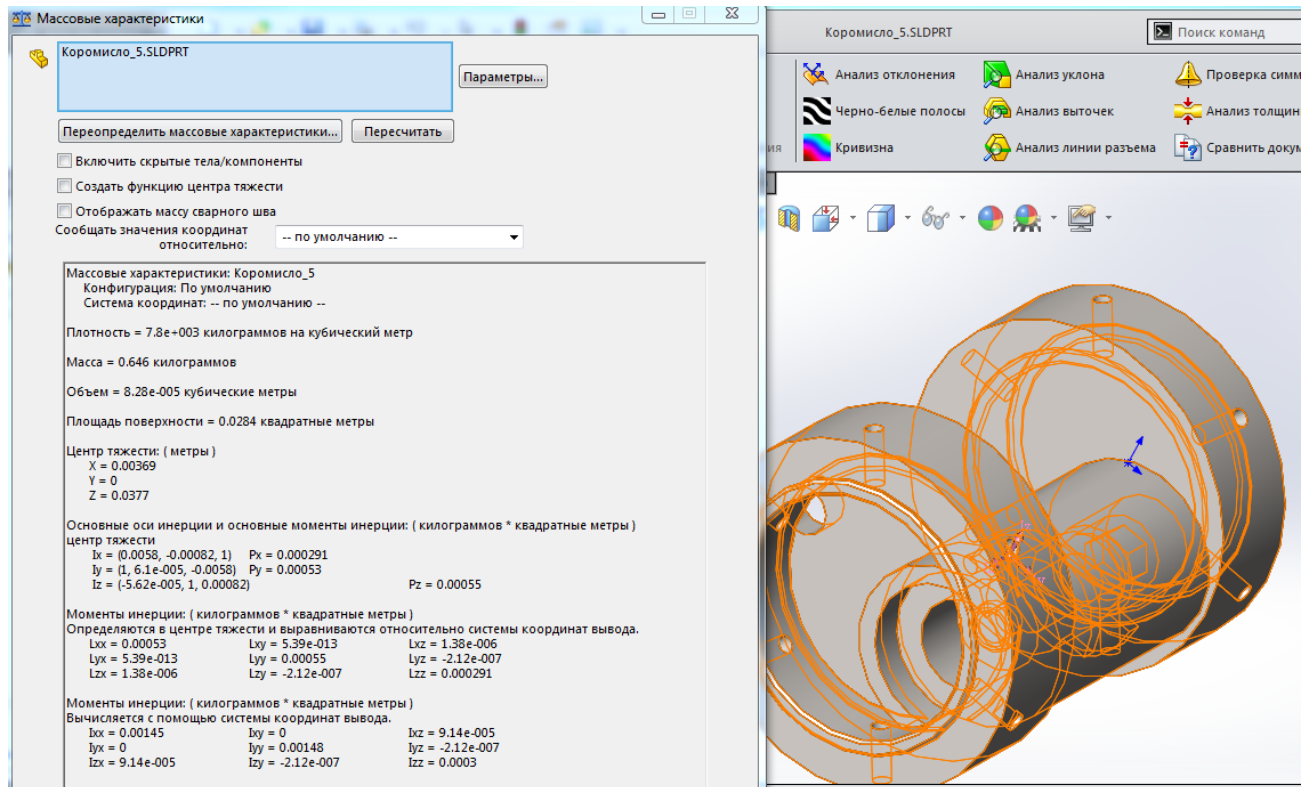 Массовые характеристики
Коромисло_5.SLDPRT
Параметры...
Переопределить массовые характеристики...
Пересчитать
Включить скрытые тела/компоненты
Создать функцию центра тяжести
Отображать массу сварного шва
Сообщать значения координат
относительно:
-- по умолчанию --
Массовые характеристики: Коромисло_5
Конфигурация: По умолчанию
Система координат: -- по умолчанию --
Плотность = 7.8e+003 килограммов на кубический метр
Масса = 0.646 килограммов
Объем = 8.28e-005 кубические метры
Площадь поверхности = 0.0284 квадратные метры
Центр тяжести: ( метры )
X = 0.00369
Y = 0
Z = 0.0377
Основные оси инерции и основные моменты инерции: ( килограммов * квадратные метры )
центр тяжести
Ix = (0.0058, -0.00082, 1) Px = 0.000291
Iy = (1, 6.1e-005, -0.0058) Py = 0.00053
Iz = (-5.62e-005, 1, 0.00082) Pz = 0.00055
Моменты инерции: ( килограммов * квадратные метры )
Определяются в центре тяжести и выравниваются относительно системы координат вывода.
Lxx = 0.00053 Lxy = 5.39e-013 Lxz = 1.38e-006
Lyx = 5.39e-013 Lyy = 0.00055 Lyz = -2.12e-007
Lzx = 1.38e-006 Lzy = -2.12e-007 Lzz = 0.000291
Моменты инерции: ( килограммов * квадратные метры )
Вычисляется с помощью системы координат вывода.
Ixx = 0.00145 Ixy = 0 Ixz = 9.14e-005
Iyx = 0 Iyy = 0.00148 Iyz = -2.12e-007
Izx = 9.14e-005 Izy = -2.12e-007 Izz = 0.0003
Коромисло_5.SLDPRT
Поиск команд
Анализ отклонения
Анализ уклона
Проверка симм
Черно-белые полосы
Анализ выточек
Анализ толщин
ия
Кривизна
Анализ линии разъема
Сравнить докум